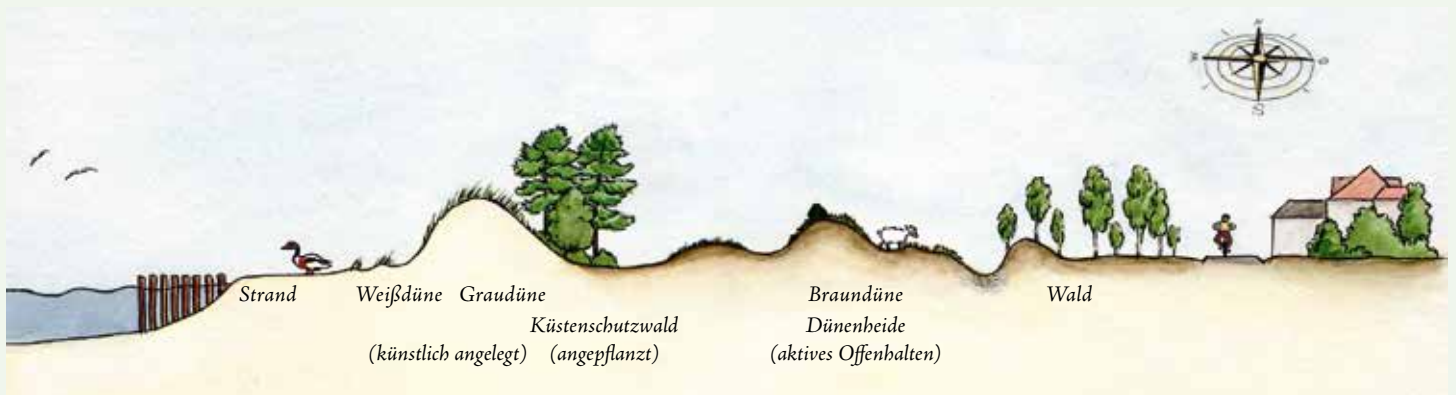 N
W O
S
Strand Weißdüne Graudüne Braundüne Wald
Küstenschutzwald Dünenheide
(künstlich angelegt) (angepflanzt) (aktives Offenhalten)